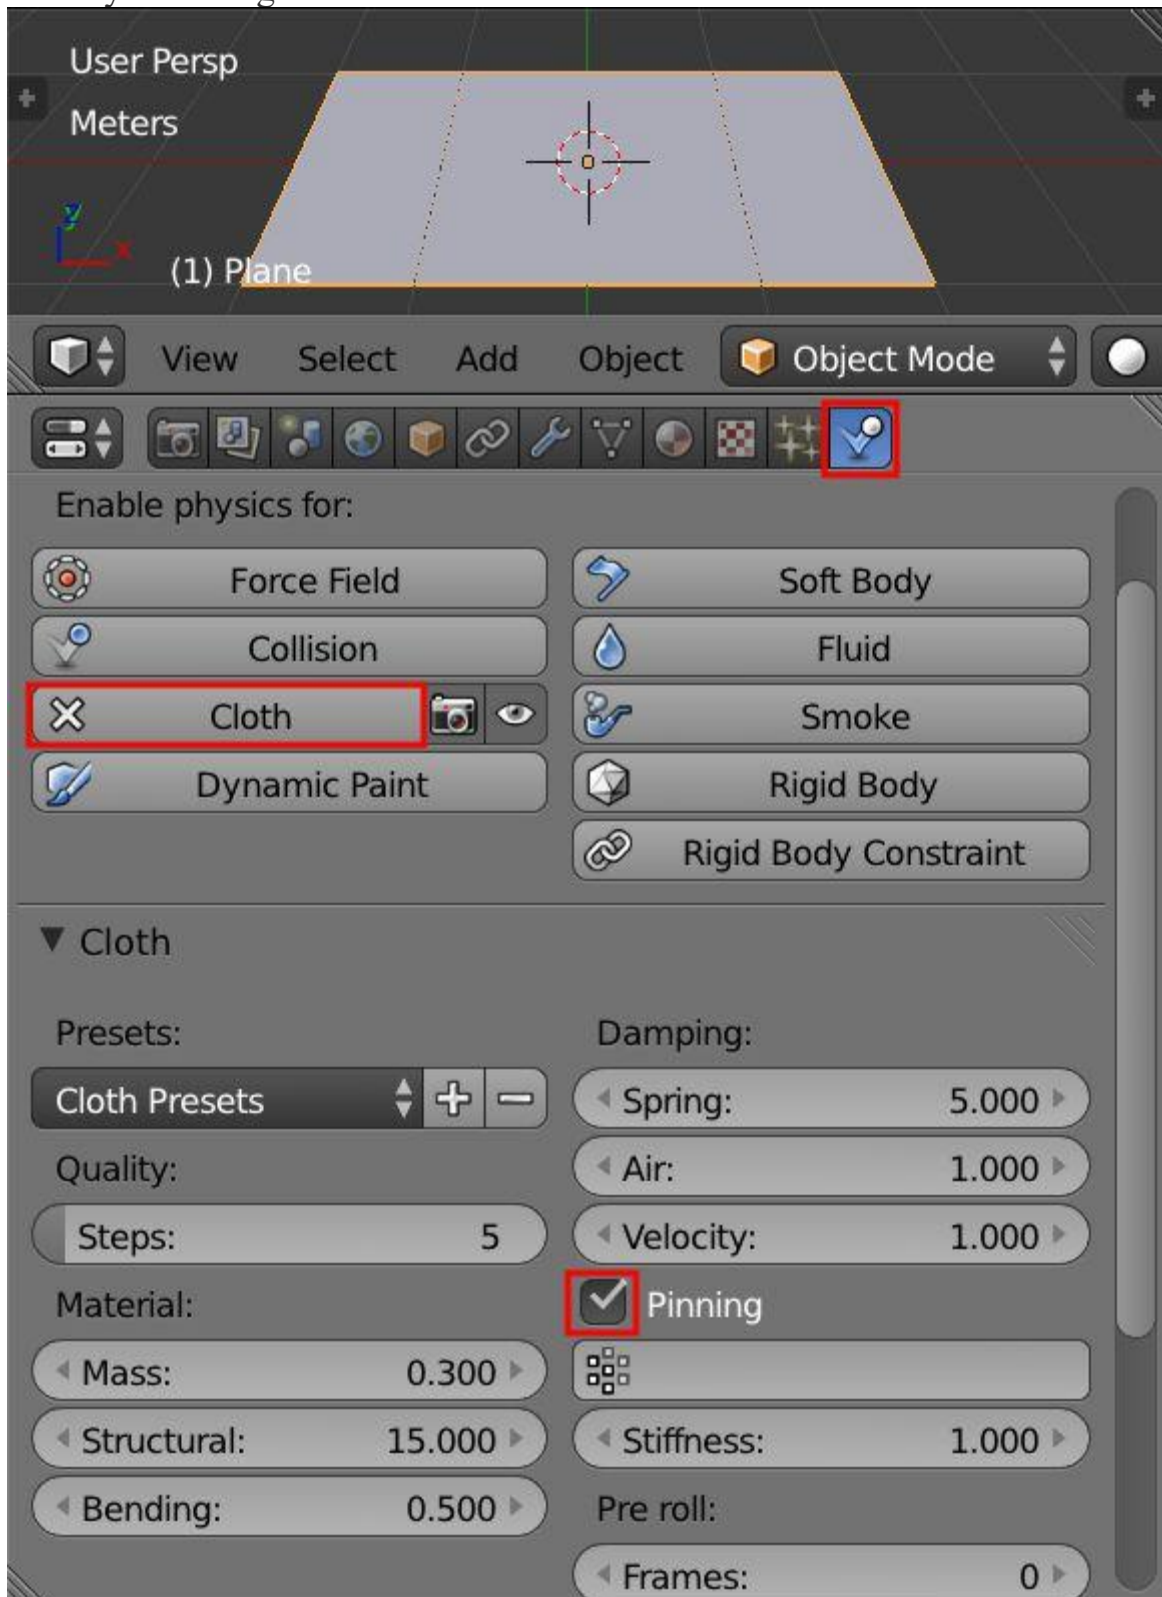 User Persp
Meters
y
x
(1) Plane
View Select Add Object Object Mode
Enable physics for:
Force Field Soft Body
Collision Fluid
Cloth Smoke
Dynamic Paint Rigid Body
Rigid Body Constraint
Cloth
Presets: Damping:
Cloth Presets Spring: 5.000
Quality: Air: 1.000
Steps: 5 Velocity: 1.000
Material: Pinning
Mass: 0.300
Structural: 15.000 Stiffness: 1.000
Bending: 0.500 Pre roll:
Frames: 0